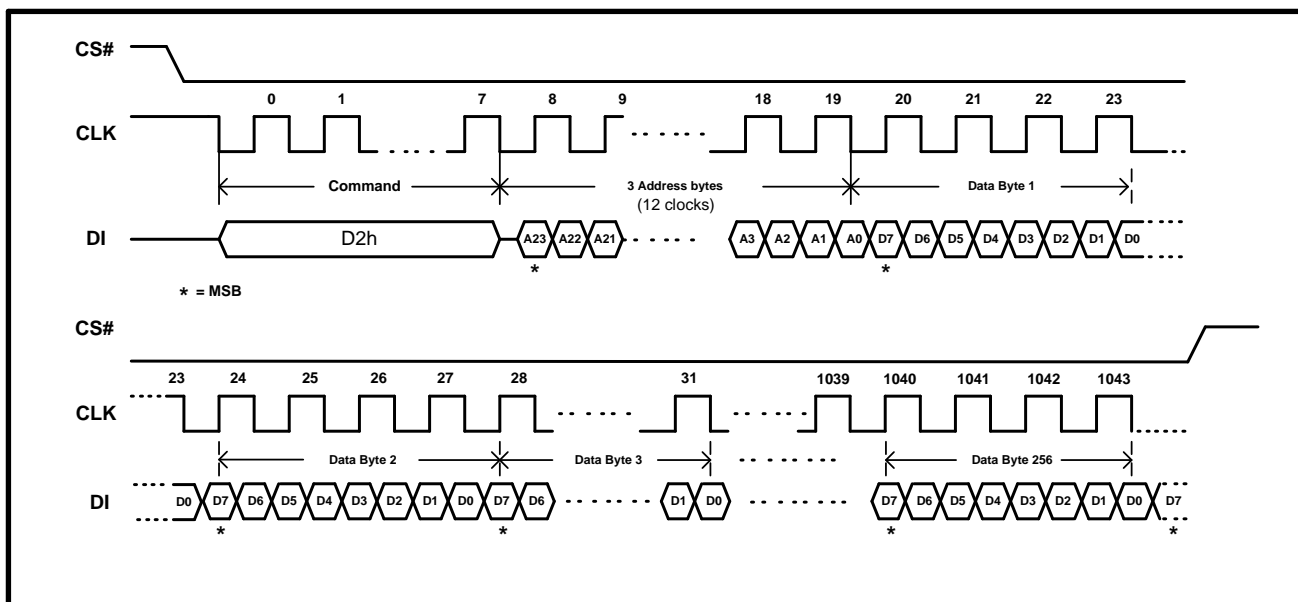 CS#
0 1 7 8 9 18 19 20 21 22 23
CLK
Command 3 Address bytes Data Byte 1
(12 clocks)
DI D2h A23 A22 A21 A3 A2 A1 A0 D7 D6 D5 D4 D3 D2 D1 D0
* *
* = MSB
CS#
23 24 25 26 27 28 31 1039 1040 1041 1042 1043
CLK
Data Byte 2 Data Byte 3 Data Byte 256
DI D0 D7 D6 D5 D4 D3 D2 D1 D0 D7 D6 D1 D0 D7 D6 D5 D4 D3 D2 D1 D0 D7
* * * *